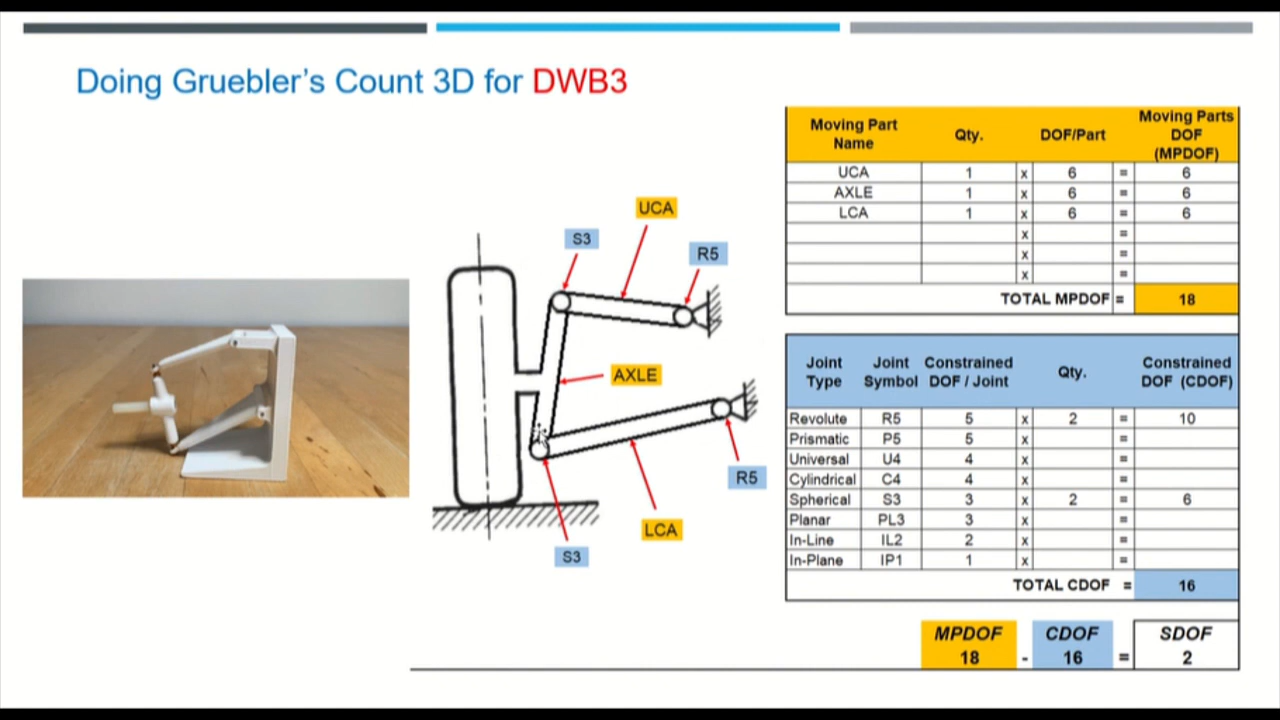 Doing Gruebler's Count 3D for DWB3
UCA
S3
R5
AXLE
R5
LCA
S3
Moving Part Name Qty. DOF/Part Moving Parts DOF (MPDOF)
UCA 1 x 6 = 6
AXLE 1 x 6 = 6
LCA 1 x 6 = 6
x =
x =
x =
TOTAL MPDOF = 18
Joint Type Joint Symbol Constrained DOF / Joint Qty. Constrained DOF (CDOF)
Revolute R5 5 x 2 = 10
Prismatic P5 5 x =
Universal U4 4 x =
Cylindrical C4 4 x =
Spherical S3 3 x 2 = 6
Planar PL3 3 x =
In-Line IL2 2 x =
In-Plane IP1 1 x =
TOTAL CDOF = 16
MPDOF CDOF SDOF
18 - 16 = 2